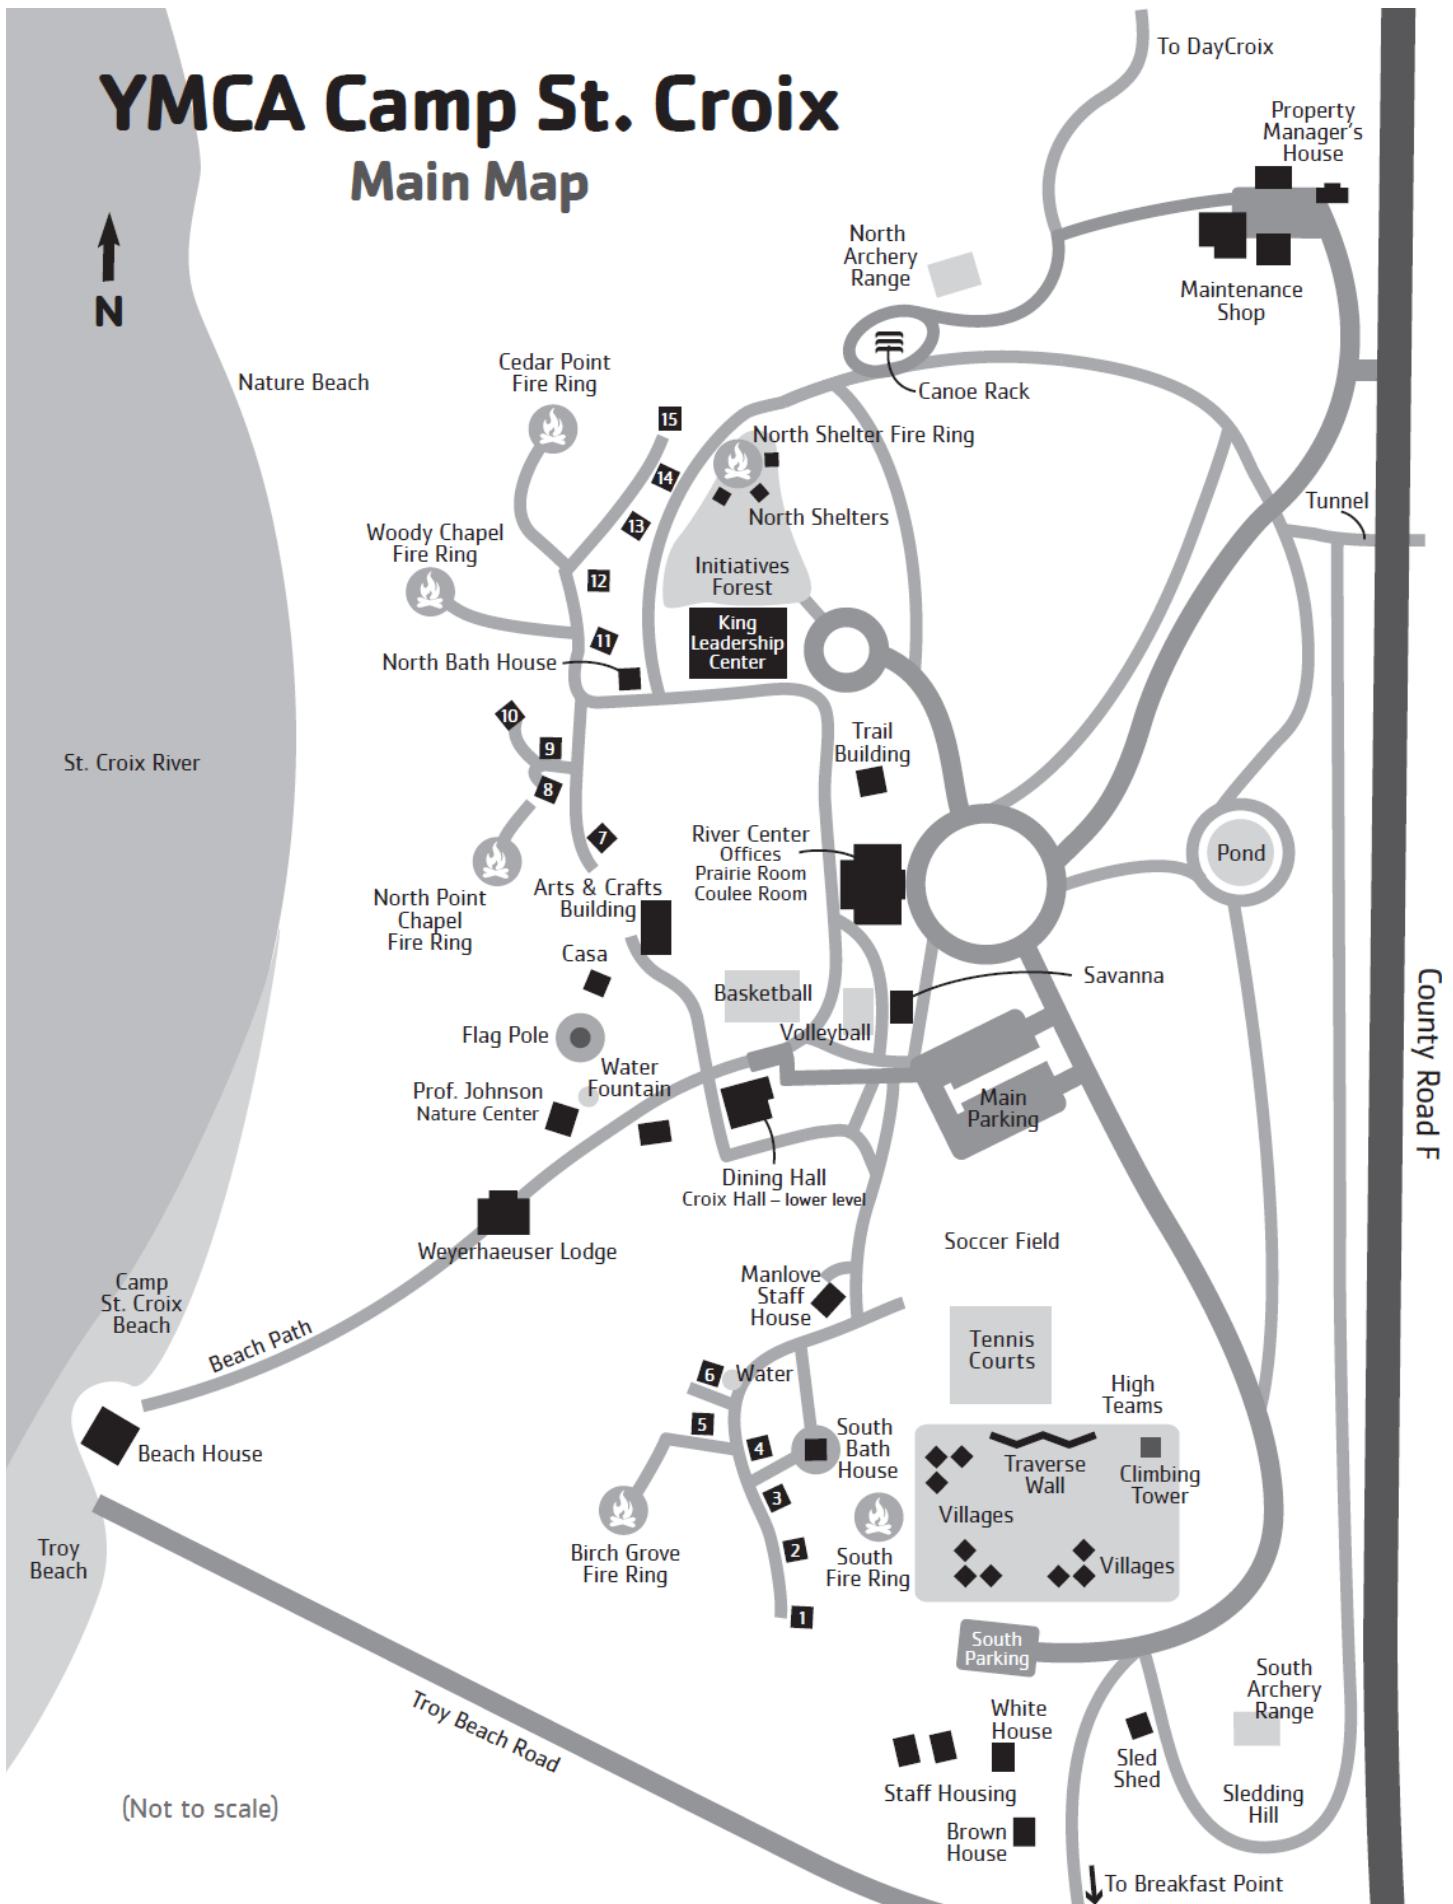 YMCA Camp St. Croix
Main Map
To DayCroix
Property
Manager's
House
N
North
Archery
Range
Maintenance
Shop
Cedar Point
Fire Ring
Nature Beach
Canoe Rack
15
North Shelter Fire Ring
14
Tunnel
13
North Shelters
Woody Chapel
Fire Ring
Initiatives
Forest
12
King
Leadership
Center
11
North Bath House
10
9
Trail
Building
St. Croix River
8
7
River Center
Offices
Prairie Room
Coulee Room
Pond
Arts & Crafts
Building
North Point
Chapel
Fire Ring
Casa
Savanna
Basketball
Volleyball
County Road F
Flag Pole
Water
Fountain
Prof. Johnson
Nature Center
Main
Parking
Dining Hall
Croix Hall – lower level
Weyerhaeuser Lodge
Soccer Field
Camp
St. Croix
Beach
Manlove
Staff
House
Beach Path
Tennis
Courts
6
Water
High
Teams
5
4
South
Bath
House
Beach House
Traverse
Wall
Climbing
Tower
3
Villages
Troy
Beach
Birch Grove
Fire Ring
2
South
Fire Ring
Villages
1
South
Parking
South
Archery
Range
Troy Beach Road
White
House
Sled
Shed
Staff Housing
Sledding
Hill
(Not to scale)
Brown
House
To Breakfast Point